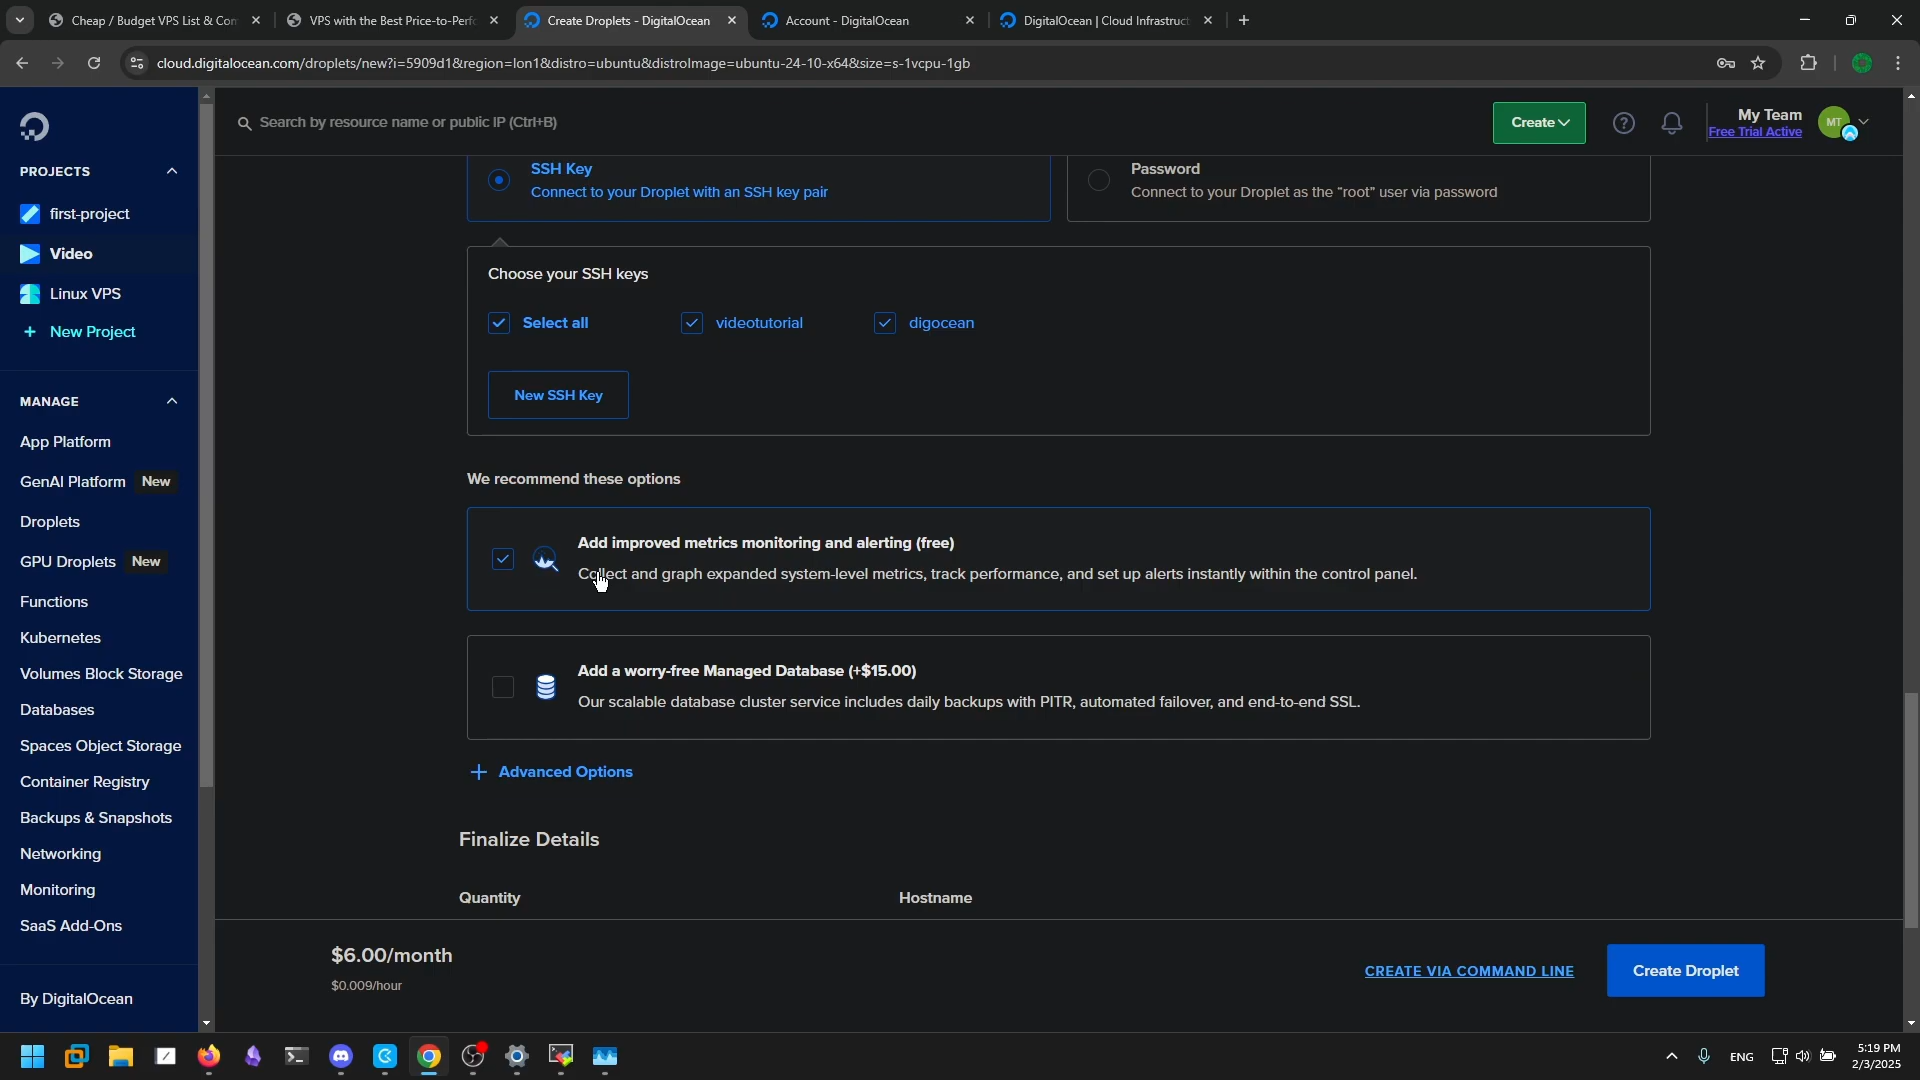 Cheap / Budget VPS List & Con
VPS with the Best Price-to-Perfo
Create Droplets - DigitalOcean
Account - DigitalOcean
DigitalOcean | Cloud Infrastruct
cloud.digitalocean.com/droplets/new?i=5909d1&region=lon1&distro=ubuntu&distroImage=ubuntu-24-10-x64&size=s-1vcpu-1gb
Search by resource name or public IP (Ctrl+B)
Create
My Team
Free Trial Active
MT
PROJECTS
first-project
Video
Linux VPS
+ New Project
MANAGE
App Platform
GenAI Platform New
Droplets
GPU Droplets New
Functions
Kubernetes
Volumes Block Storage
Databases
Spaces Object Storage
Container Registry
Backups & Snapshots
Networking
Monitoring
SaaS Add-Ons
By DigitalOcean
SSH Key
Connect to your Droplet with an SSH key pair
Password
Connect to your Droplet as the “root” user via password
Choose your SSH keys
Select all
videotutorial
digocean
New SSH Key
We recommend these options
Add improved metrics monitoring and alerting (free)
Collect and graph expanded system-level metrics, track performance, and set up alerts instantly within the control panel.
Add a worry-free Managed Database (+$15.00)
Our scalable database cluster service includes daily backups with PITR, automated failover, and end-to-end SSL.
+ Advanced Options
Finalize Details
Quantity
Hostname
$6.00/month
$0.009/hour
CREATE VIA COMMAND LINE
Create Droplet
ENG
5:19 PM
2/3/2025